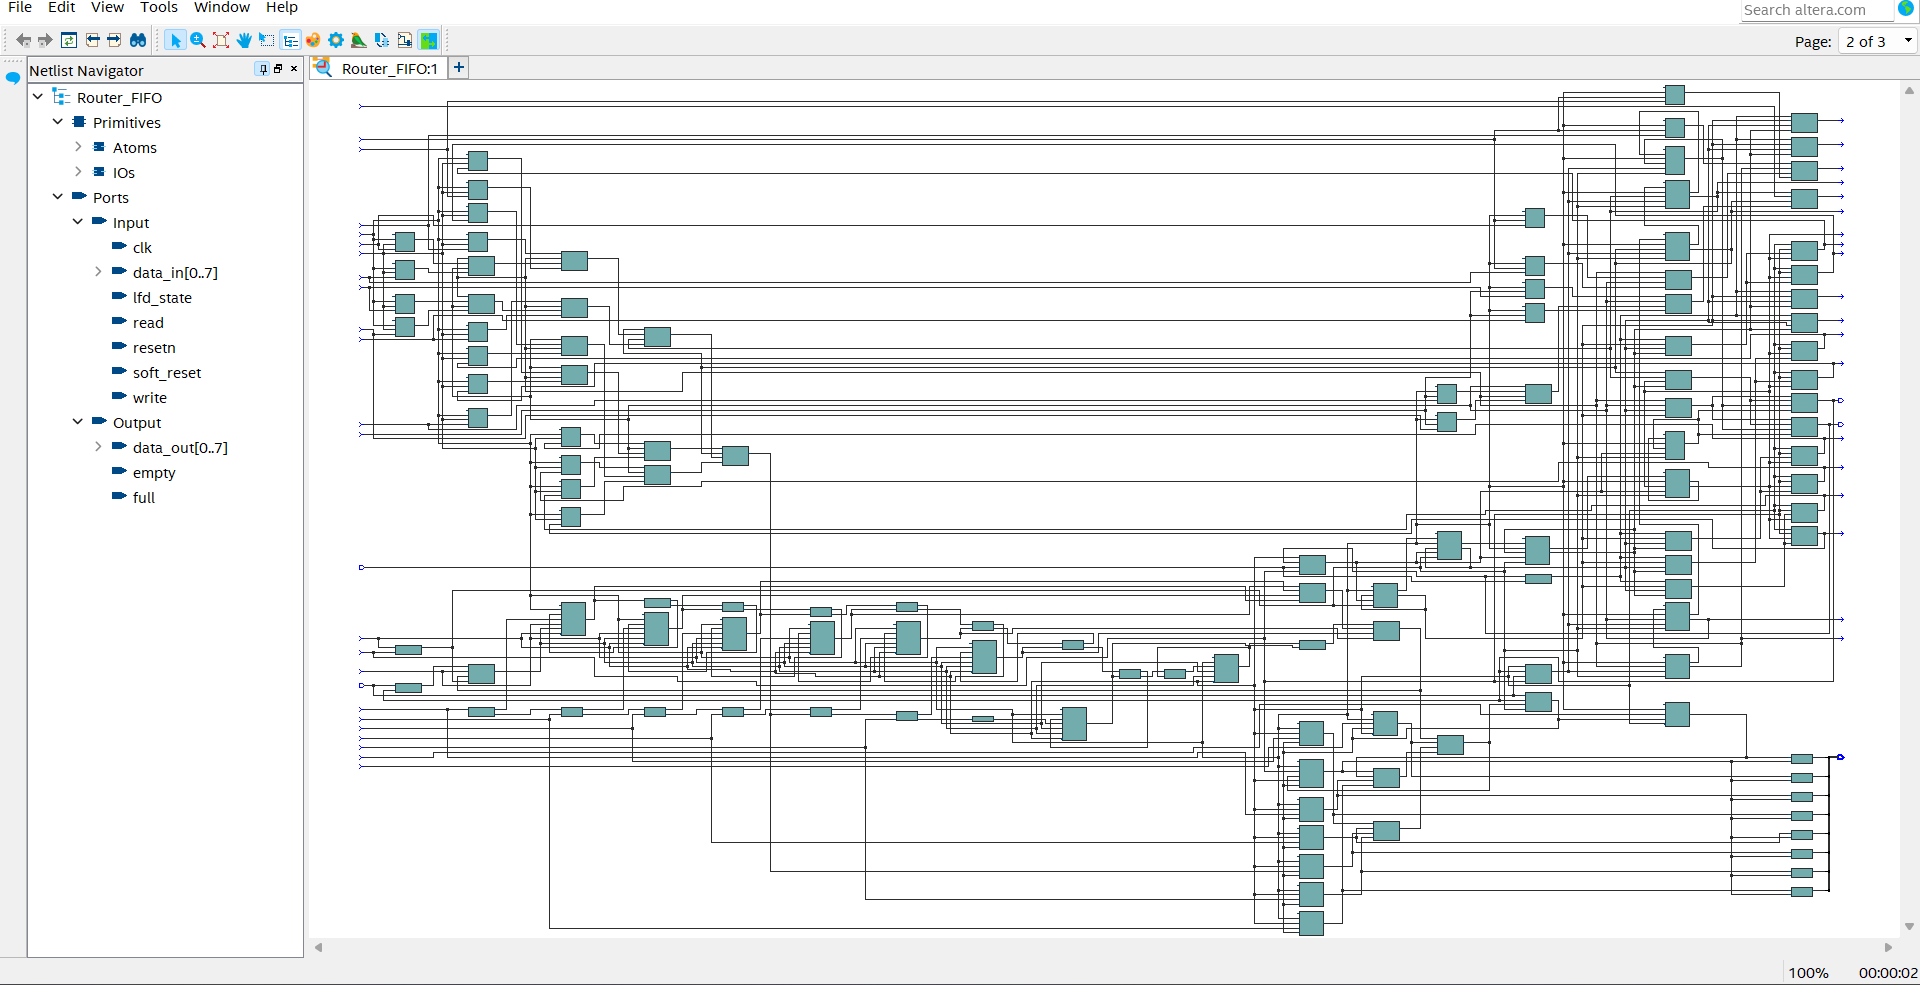 File Edit View Tools Window Help
Search altera.com
Page: 2 of 3
Netlist Navigator
Router_FIFO:1
Router_FIFO
Primitives
Atoms
IOs
Ports
Input
clk
data_in[0..7]
lfd_state
read
resetn
soft_reset
write
Output
data_out[0..7]
empty
full
100% 00:00:02